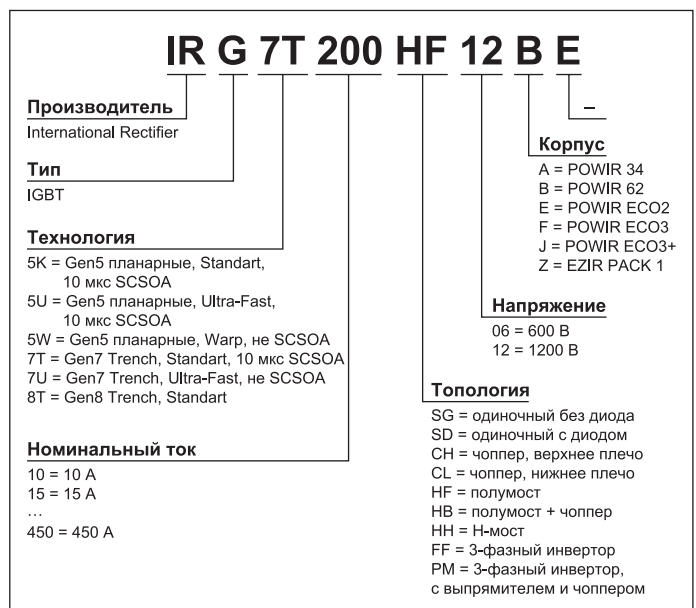 IR G 7T 200 HF 12 B E
Производитель
International Rectifier
Тип
IGBT
Технология
5K = Gen5 планарные, Standart,
10 мкс SCSOA
5U = Gen5 планарные, Ultra-Fast,
10 мкс SCSOA
5W = Gen5 планарные, Warp, не SCSOA
7T = Gen7 Trench, Standart, 10 мкс SCSOA
7U = Gen7 Trench, Ultra-Fast, не SCSOA
8T = Gen8 Trench, Standart
Номинальный ток
10 = 10 А
15 = 15 А
...
450 = 450 А
–
Корпус
A = POWIR 34
B = POWIR 62
E = POWIR ECO2
F = POWIR ECO3
J = POWIR ECO3+
Z = EZIR PACK 1
Напряжение
06 = 600 В
12 = 1200 В
Топология
SG = одиночный без диода
SD = одиночный с диодом
CH = чоппер, верхнее плечо
CL = чоппер, нижнее плечо
HF = полумост
HB = полумост + чоппер
HH = Н-мост
FF = 3-фазный инвертор
PM = 3-фазный инвертор,
с выпрямителем и чоппером